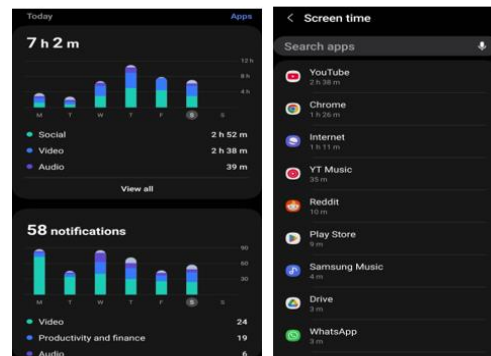 Today Apps
7 h 2 m
12 h
8 h
4 h
M T W T F S S
Social 2 h 52 m
Video 2 h 38 m
Audio 39 m
View all
58 notifications
90
60
30
M T W T F S S
Video 24
Productivity and finance 19
Audio 6
Screen time
Search apps
YouTube
2 h 38 m
Chrome
1 h 26 m
Internet
1 h 11 m
YT Music
35 m
Reddit
10 m
Play Store
9 m
Samsung Music
4 m
Drive
3 m
WhatsApp
3 m